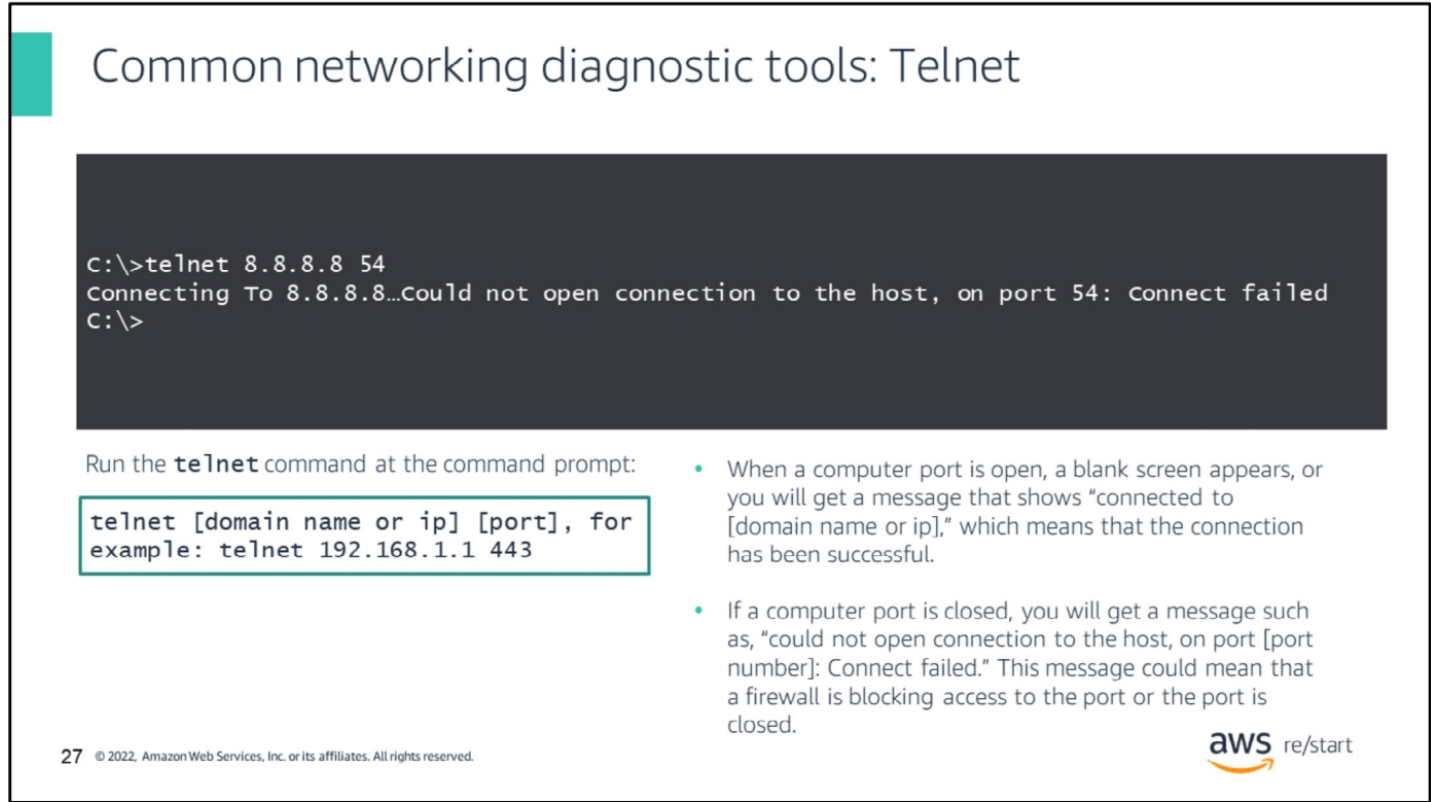 Common networking diagnostic tools: Telnet
C:\>telnet 8.8.8.8 54
Connecting To 8.8.8.8…Could not open connection to the host, on port 54: Connect failed
C:\>
Run the telnet command at the command prompt:
telnet [domain name or ip] [port], for
example: telnet 192.168.1.1 443
• When a computer port is open, a blank screen appears, or
you will get a message that shows “connected to
[domain name or ip],” which means that the connection
has been successful.
• If a computer port is closed, you will get a message such
as, “could not open connection to the host, on port [port
number]: Connect failed.” This message could mean that
a firewall is blocking access to the port or the port is
closed.
27 © 2022, Amazon Web Services, Inc. or its affiliates. All rights reserved.
aws re/start